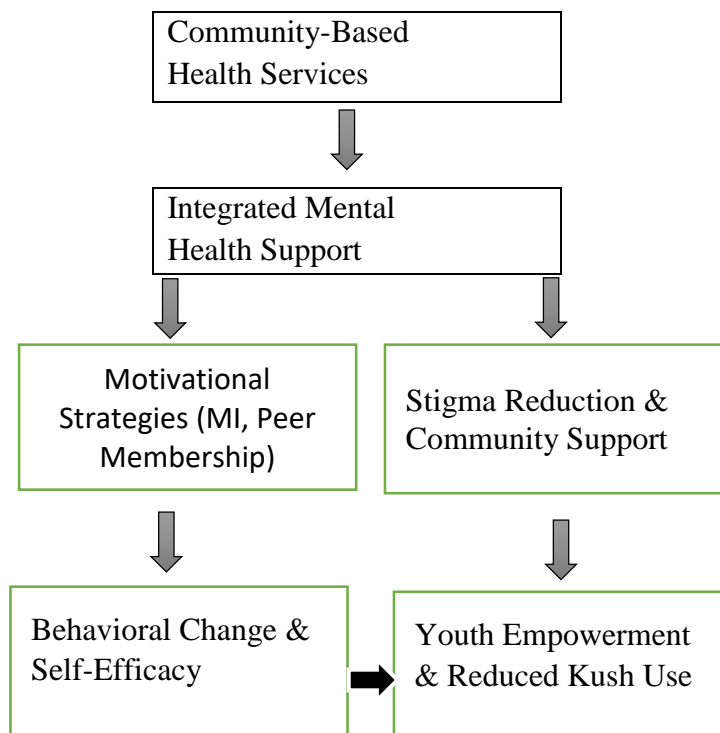 Community-Based
Health Services
Integrated Mental
Health Support
Motivational
Strategies (MI, Peer
Membership)
Stigma Reduction &
Community Support
Behavioral Change &
Self-Efficacy
Youth Empowerment
& Reduced Kush Use